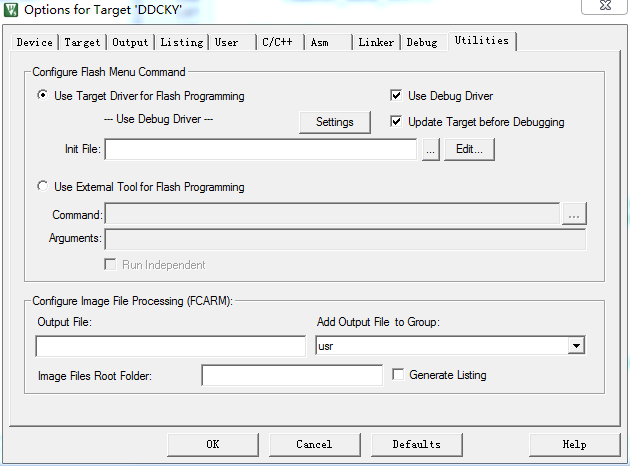 Options for Target 'DDCKY'
Device Target Output Listing User C/C++ Asm Linker Debug Utilities
Configure Flash Menu Command
Use Target Driver for Flash Programming
Use Debug Driver
--- Use Debug Driver ---
Settings
Update Target before Debugging
Init File:
...
Edit...
Use External Tool for Flash Programming
Command:
...
Arguments:
Run Independent
Configure Image File Processing (FCARM):
Output File:
Add Output File to Group:
usr
Image Files Root Folder:
Generate Listing
OK Cancel Defaults Help